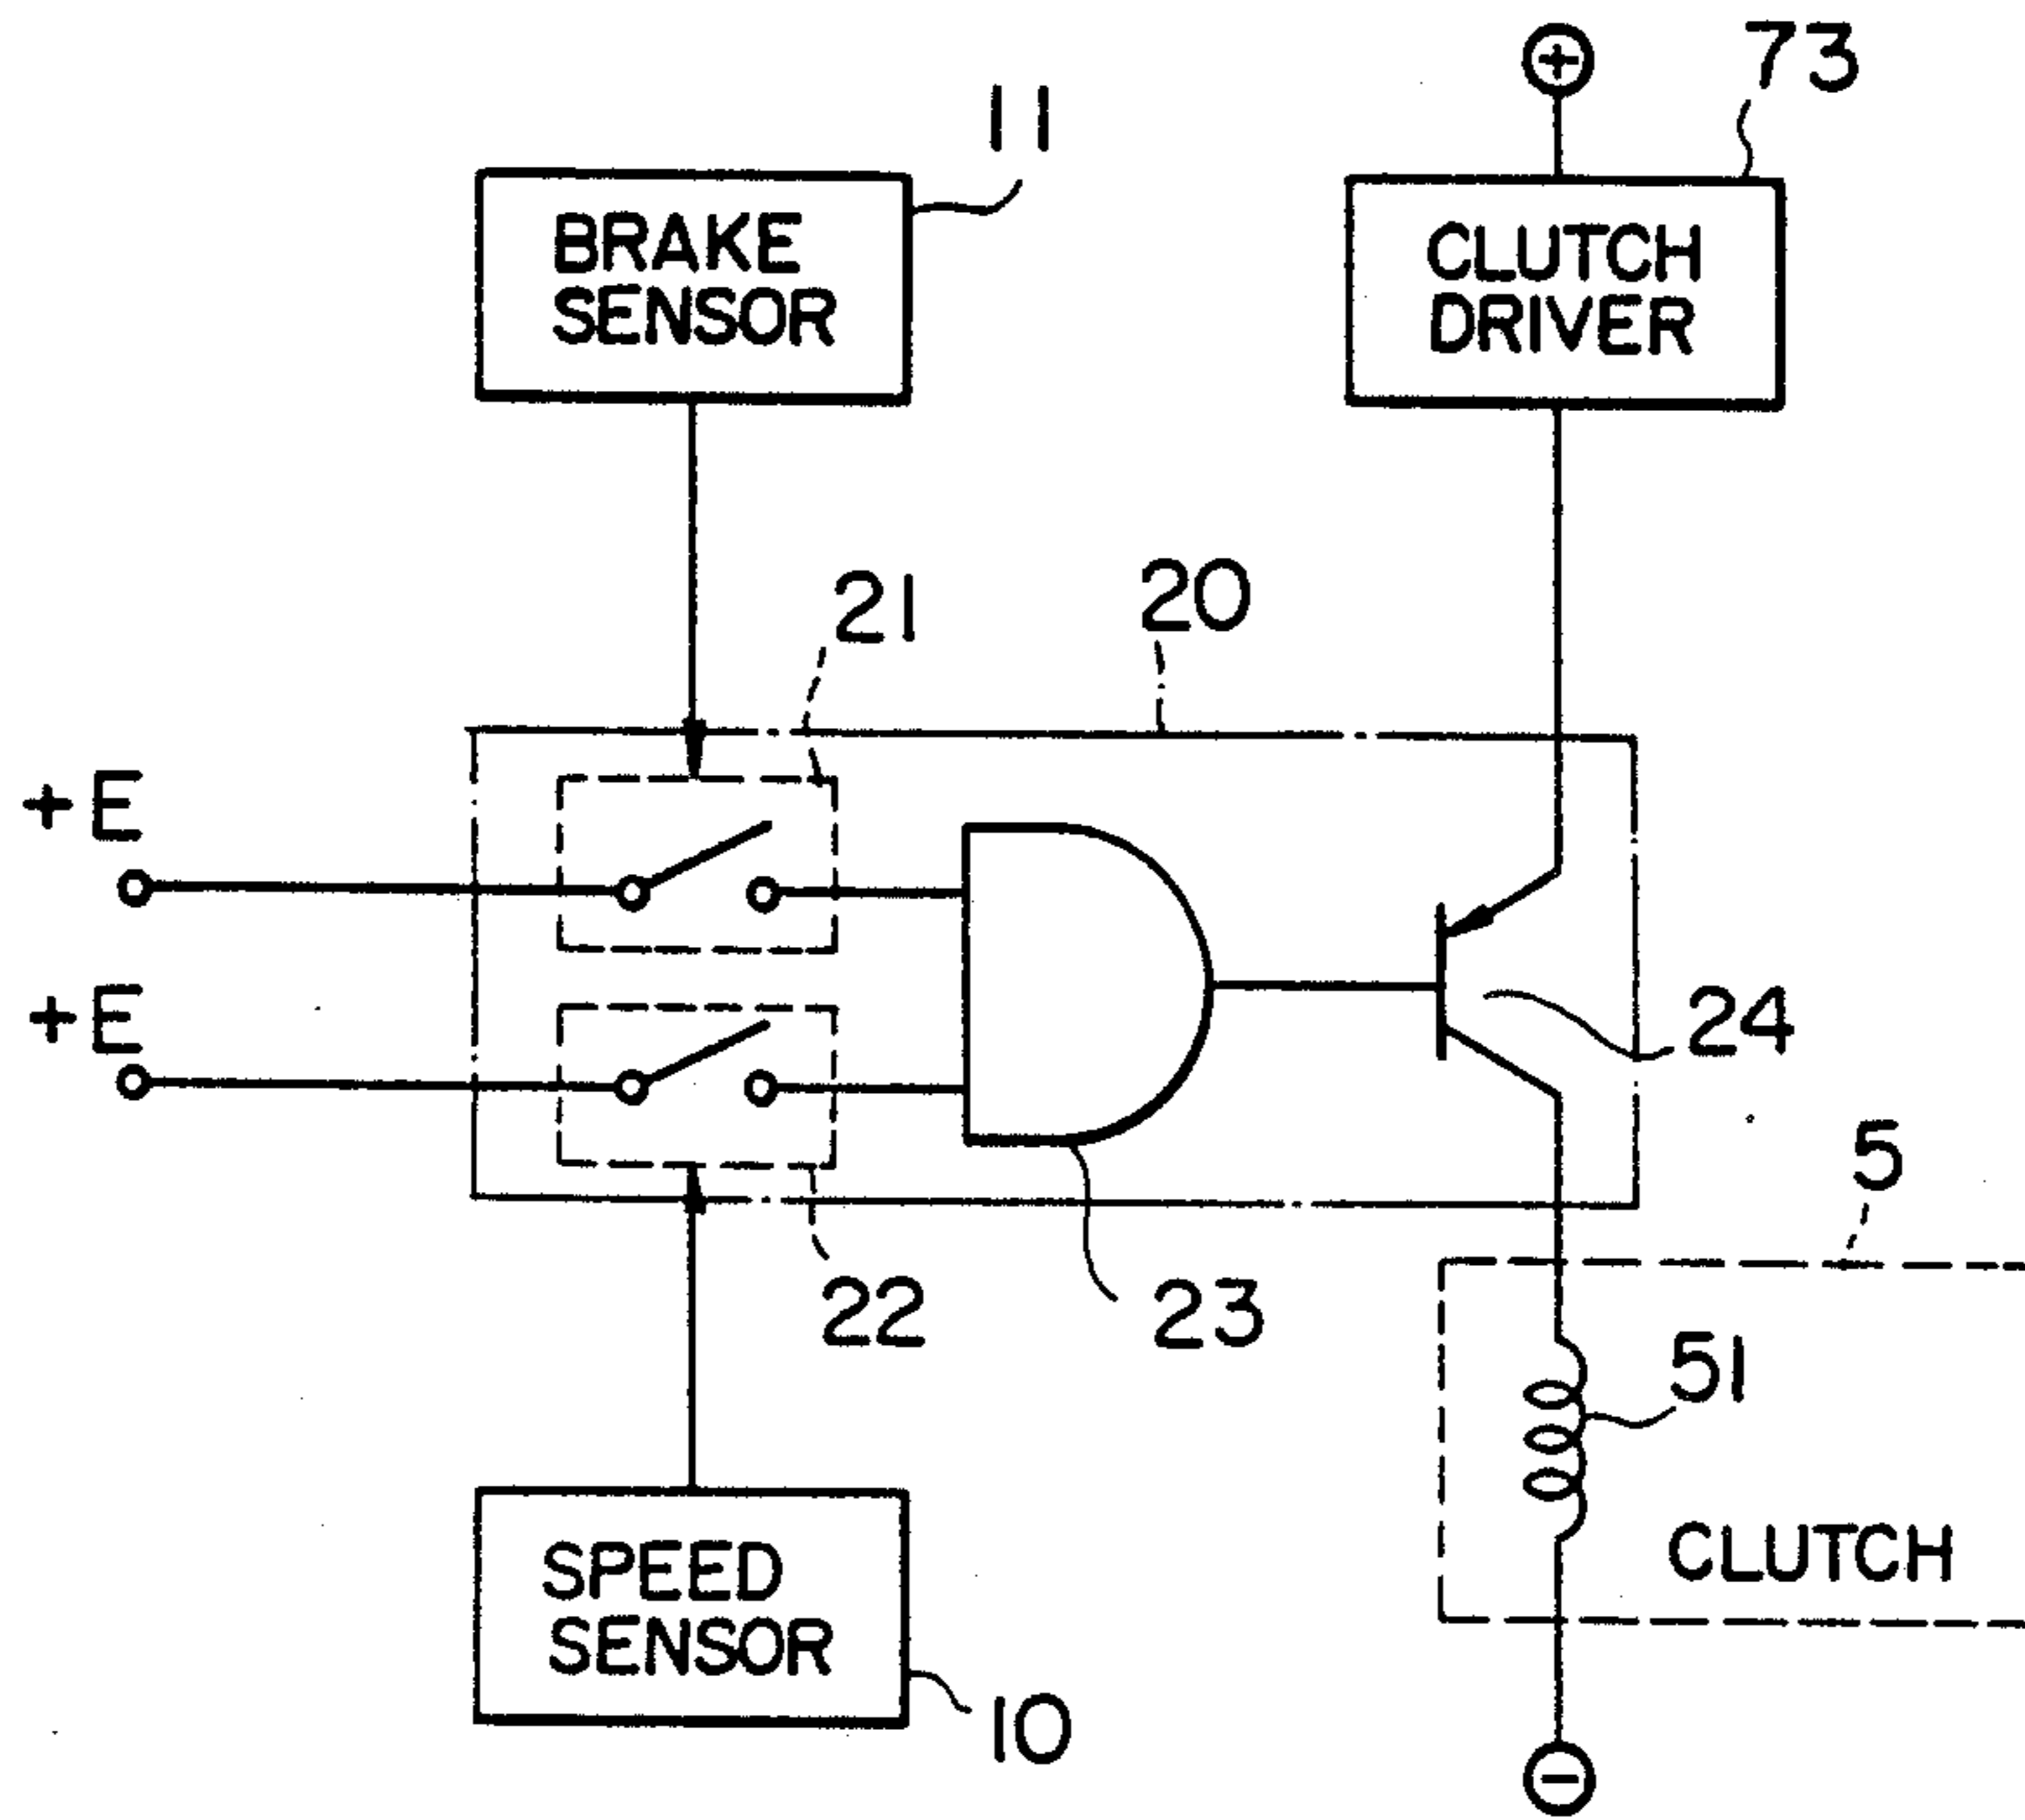 73
11
BRAKE
SENSOR
CLUTCH
DRIVER
21
20
+E
+E
24
5
22
23
51
SPEED
SENSOR
CLUTCH
10